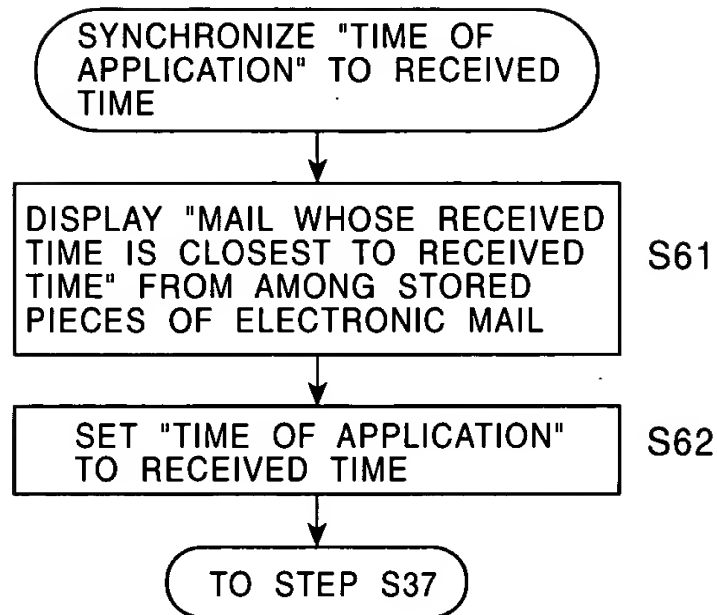 SYNCHRONIZE "TIME OF
APPLICATION" TO RECEIVED
TIME
DISPLAY "MAIL WHOSE RECEIVED
TIME IS CLOSEST TO RECEIVED
TIME" FROM AMONG STORED
PIECES OF ELECTRONIC MAIL
S61
SET "TIME OF APPLICATION"
TO RECEIVED TIME
S62
TO STEP S37